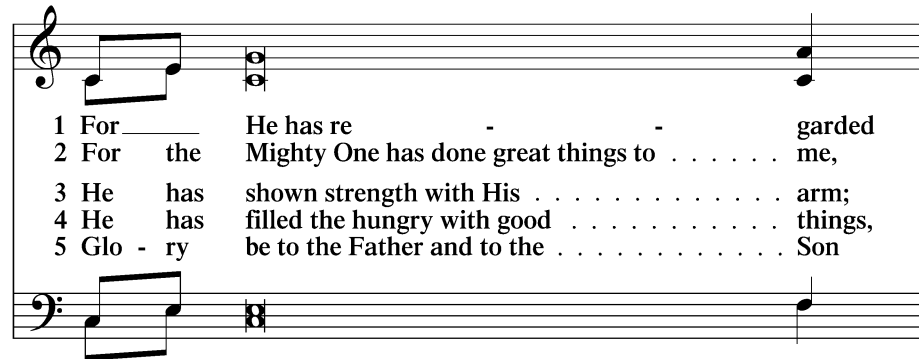 1 For_____ He has re - - garded
2 For the Mighty One has done great things to . . . . . . me,
3 He has shown strength with His . . . . . . . . . . . . . arm;
4 He has filled the hungry with good . . . . . . . . . . . things,
5 Glo - ry be to the Father and to the . . . . . . . . . . . . Son